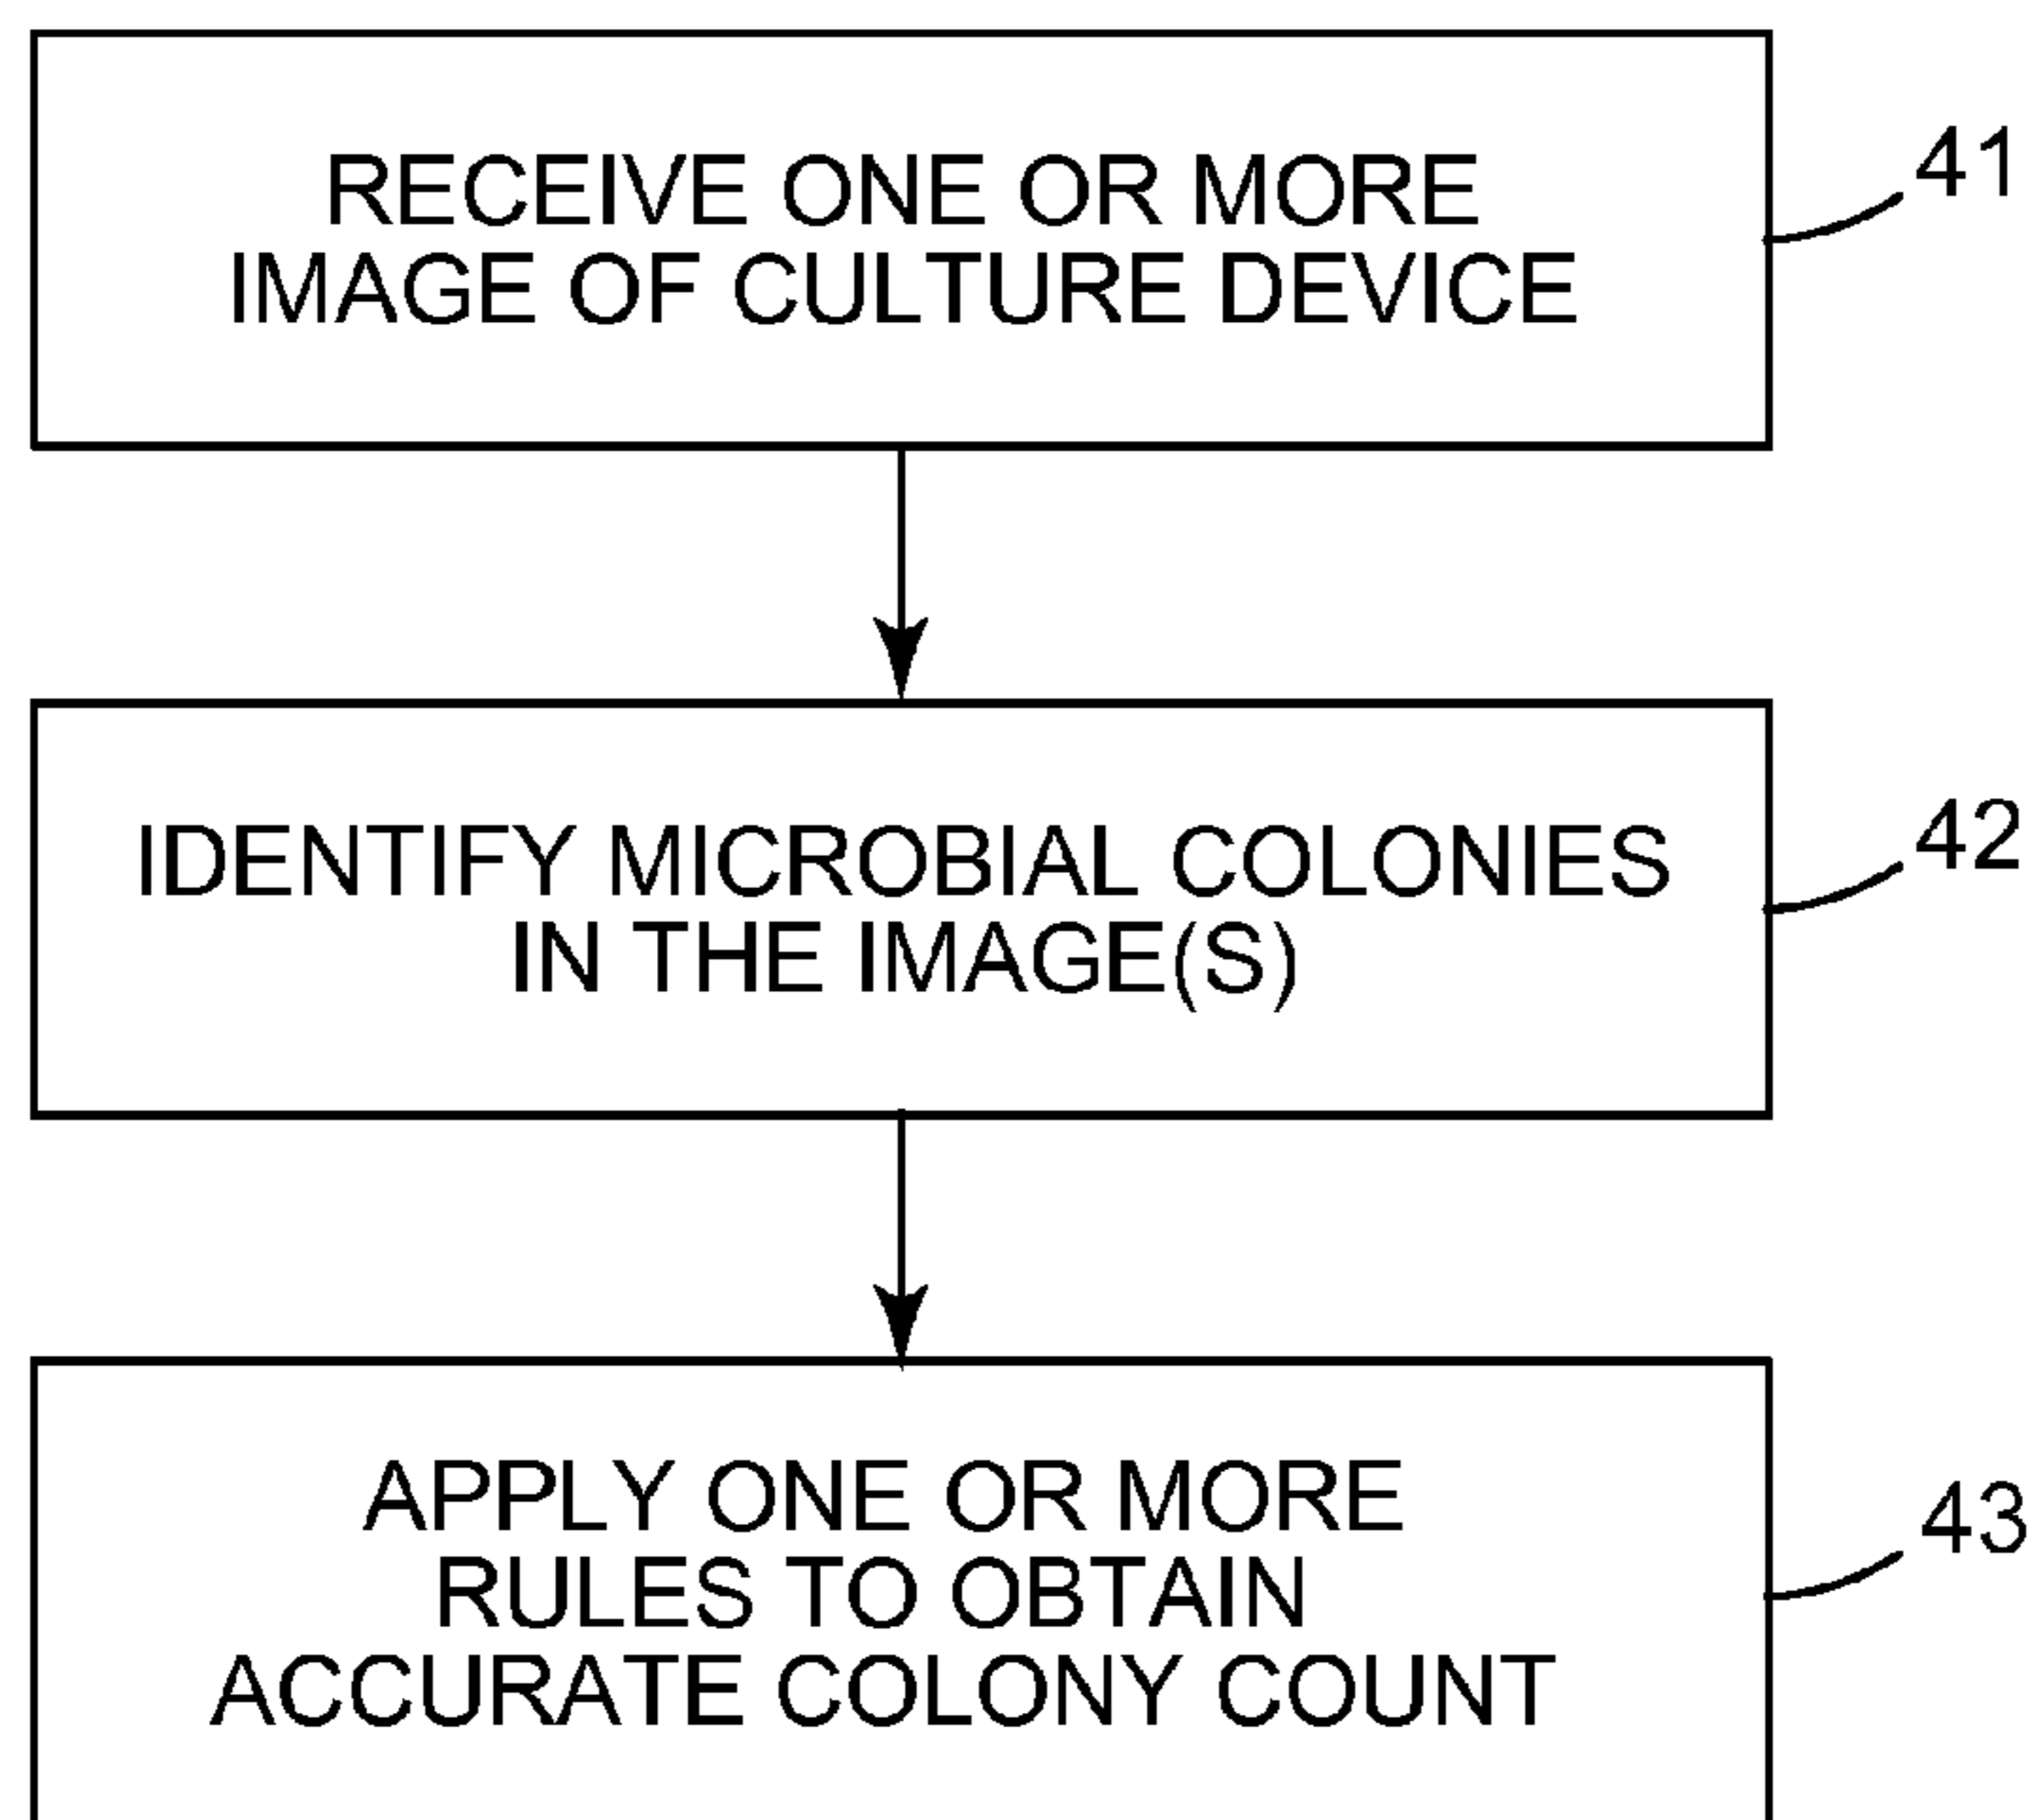 RECEIVE ONE OR MORE
IMAGE OF CULTURE DEVICE
41
IDENTIFY MICROBIAL COLONIES
IN THE IMAGE(S)
42
APPLY ONE OR MORE
RULES TO OBTAIN
ACCURATE COLONY COUNT
43